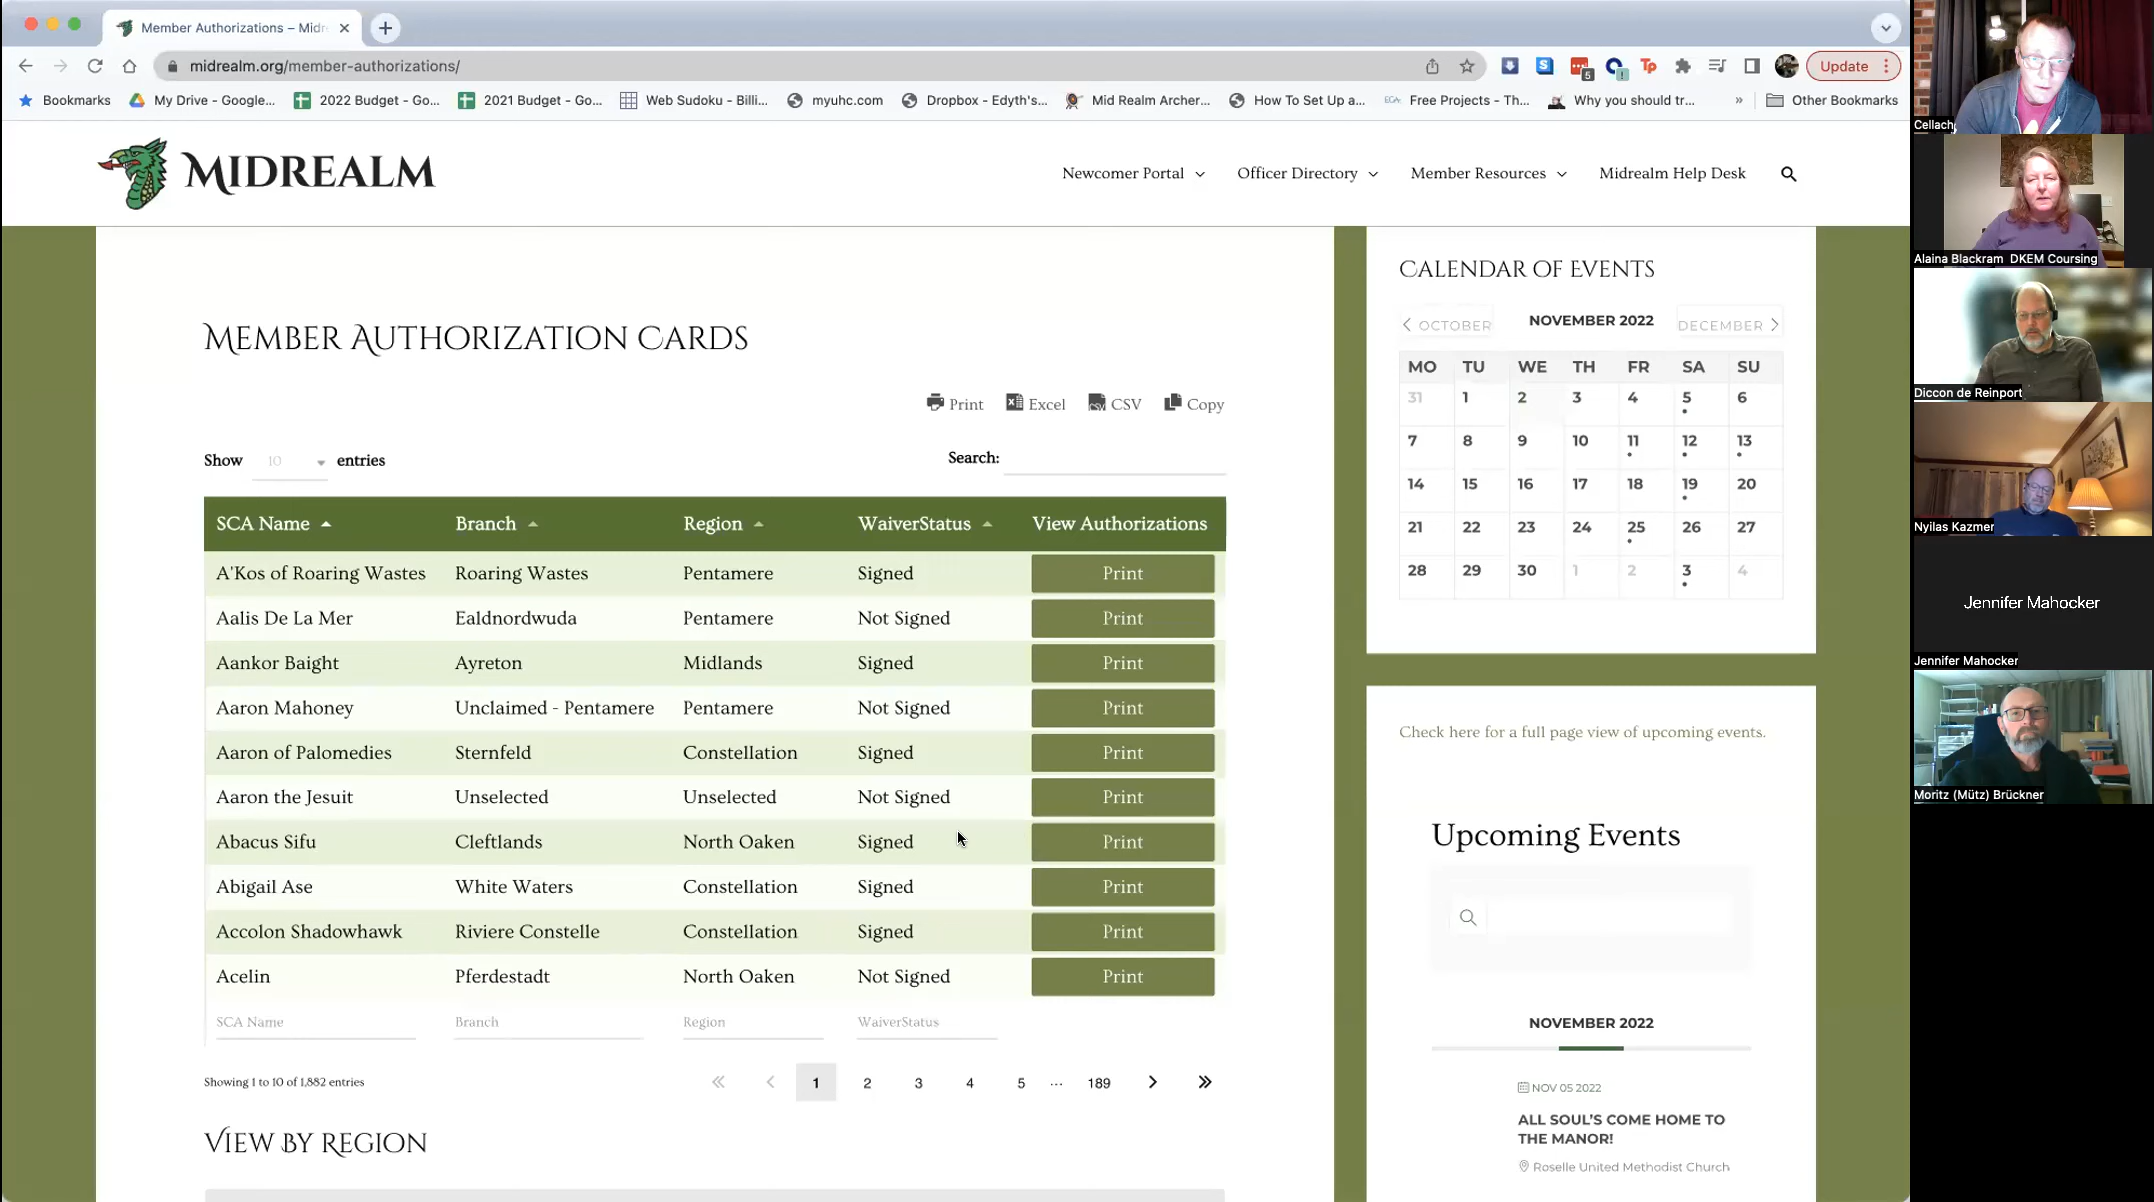 Member Authorizations – Midr
midrealm.org/member-authorizations/
Update
Bookmarks
My Drive - Google...
2022 Budget - Go...
2021 Budget - Go...
Web Sudoku - Billi...
myuhc.com
Dropbox - Edyth's...
Mid Realm Archer...
How To Set Up a...
Free Projects - Th...
Why you should tr...
»
Other Bookmarks
MIDREALM
Newcomer Portal
Officer Directory
Member Resources
Midrealm Help Desk
MEMBER AUTHORIZATION CARDS
Print Excel CSV Copy
Show 10 entries
Search:
SCA Name Branch Region WaiverStatus View Authorizations
A'Kos of Roaring Wastes Roaring Wastes Pentamere Signed Print
Aalis De La Mer Ealdnordwuda Pentamere Not Signed Print
Aankor Baight Ayreton Midlands Signed Print
Aaron Mahoney Unclaimed - Pentamere Pentamere Not Signed Print
Aaron of Palomedies Sternfeld Constellation Signed Print
Aaron the Jesuit Unselected Unselected Not Signed Print
Abacus Sifu Cleftlands North Oaken Signed Print
Abigail Ase White Waters Constellation Signed Print
Accolon Shadowhawk Riviere Constelle Constellation Signed Print
Acelin Pferdestadt North Oaken Not Signed Print
SCA Name Branch Region WaiverStatus
Showing 1 to 10 of 1,882 entries
« ‹ 1 2 3 4 5 ... 189 › »
VIEW BY REGION
CALENDAR OF EVENTS
OCTOBER NOVEMBER 2022 DECEMBER
MO TU WE TH FR SA SU
31 1 2 3 4 5 6
7 8 9 10 11 12 13
14 15 16 17 18 19 20
21 22 23 24 25 26 27
28 29 30 1 2 3 4
Check here for a full page view of upcoming events.
Upcoming Events
NOVEMBER 2022
NOV 05 2022
ALL SOUL'S COME HOME TO
THE MANOR!
Roselle United Methodist Church
Cellach
Alaina Blackram DKEM Coursing
Diccon de Reinport
Nyilas Kazmer
Jennifer Mahocker
Jennifer Mahocker
Moritz (Mütz) Brückner